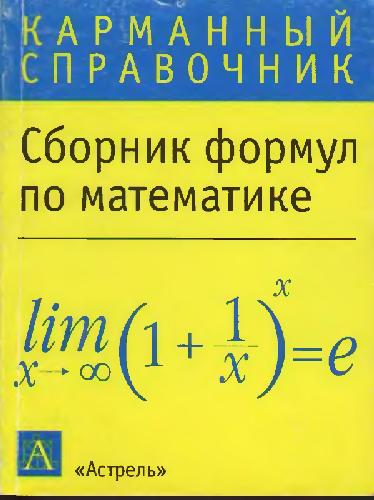 КАРМАННЫЙ
СПРАВОЧНИК
Сборник формул
по математике
lim x→∞ (1 + 1/x)^x = e
А
«Астрель»